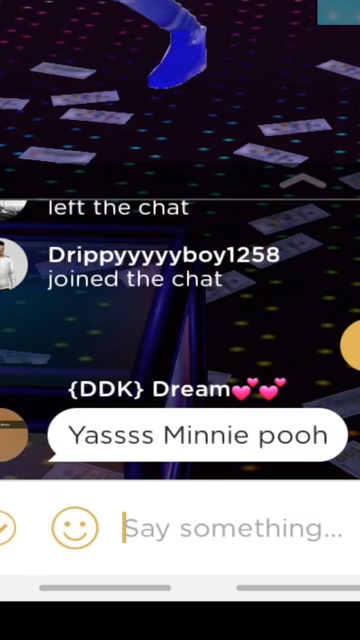 left the chat
Drippyyyyyboy1258
joined the chat
{DDK} Dream💕💕
Yassss Minnie pooh
Say something...